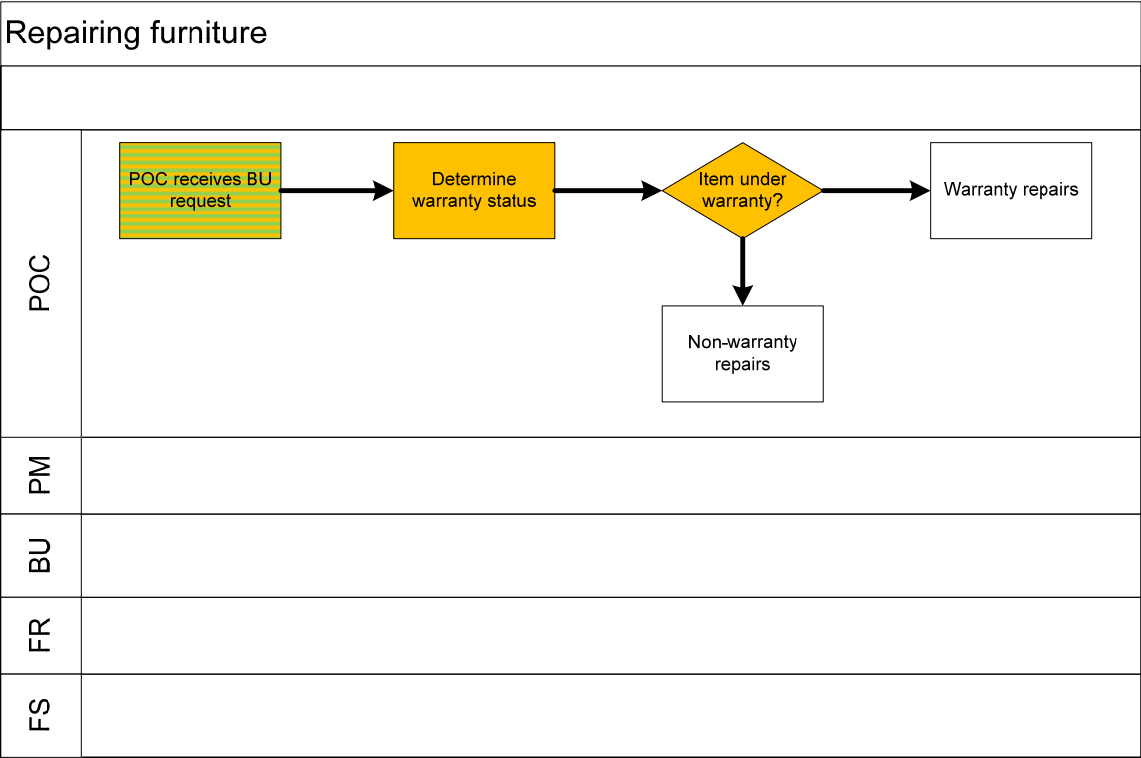 Repairing furniture
POC
POC receives BU
request
Determine
warranty status
Item under
warranty?
Warranty repairs
Non-warranty
repairs
PM
BU
FR
FS